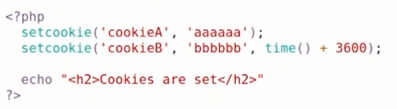 <?php
setcookie('cookieA', 'aaaaaa');
setcookie('cookieB', 'bbbbbb', time() + 3600);
echo "<h2>Cookies are set</h2>"
?>